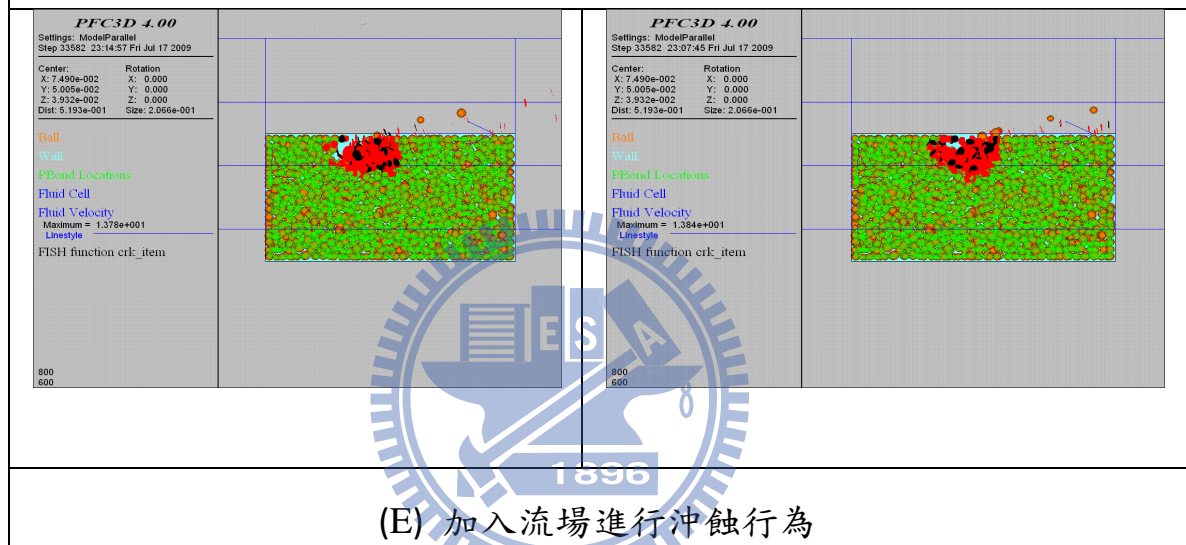 PFC3D 4.00
Settings: ModelParallel
Step 33582 23:14:57 Fri Jul 17 2009
Center: Rotation
X: 7.490e-002 X: 0.000
Y: 5.005e-002 Y: 0.000
Z: 3.932e-002 Z: 0.000
Dist: 5.193e-001 Size: 2.066e-001
Ball
Wall
PBond Locations
Fluid Cell
Fluid Velocity
Maximum = 1.378e+001
Linestyle
FISH function crk_item
800
600
PFC3D 4.00
Settings: ModelParallel
Step 33582 23:07:45 Fri Jul 17 2009
Center: Rotation
X: 7.490e-002 X: 0.000
Y: 5.005e-002 Y: 0.000
Z: 3.932e-002 Z: 0.000
Dist: 5.193e-001 Size: 2.066e-001
Ball
Wall
PBond Locations
Fluid Cell
Fluid Velocity
Maximum = 1.384e+001
Linestyle
FISH function crk_item
800
600
E S A
8
1896
(E) 加入流場進行沖蝕行為